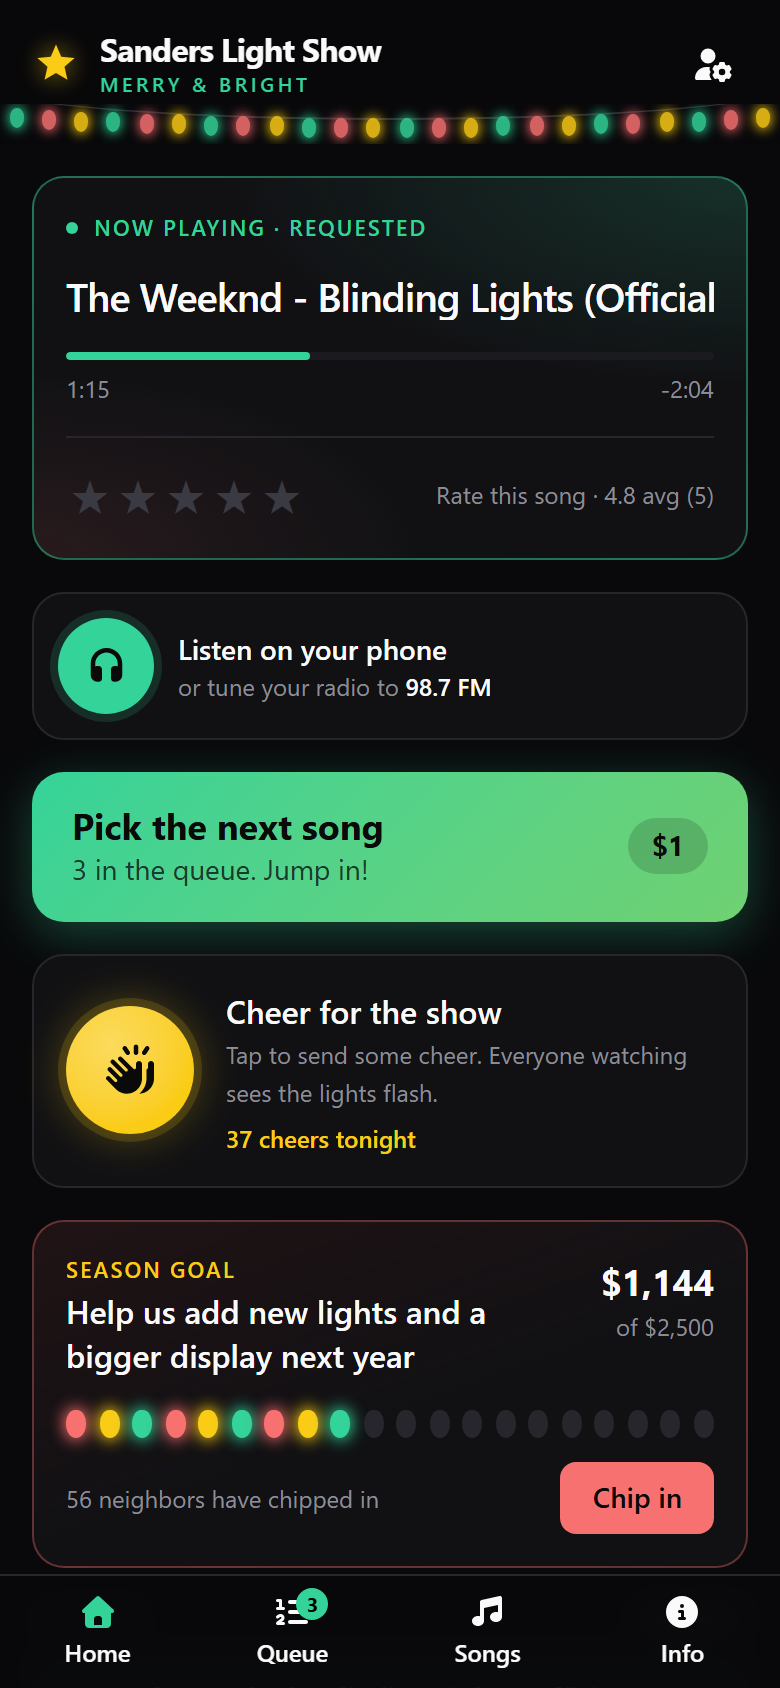 Sanders Light Show
MERRY & BRIGHT
NOW PLAYING · REQUESTED
The Weeknd - Blinding Lights (Official
1:15
-2:04
Rate this song · 4.8 avg (5)
Listen on your phone
or tune your radio to 98.7 FM
Pick the next song
3 in the queue. Jump in!
$1
Cheer for the show
Tap to send some cheer. Everyone watching
sees the lights flash.
37 cheers tonight
SEASON GOAL
Help us add new lights and a
bigger display next year
$1,144
of $2,500
56 neighbors have chipped in
Chip in
Home
3
Queue
Songs
Info